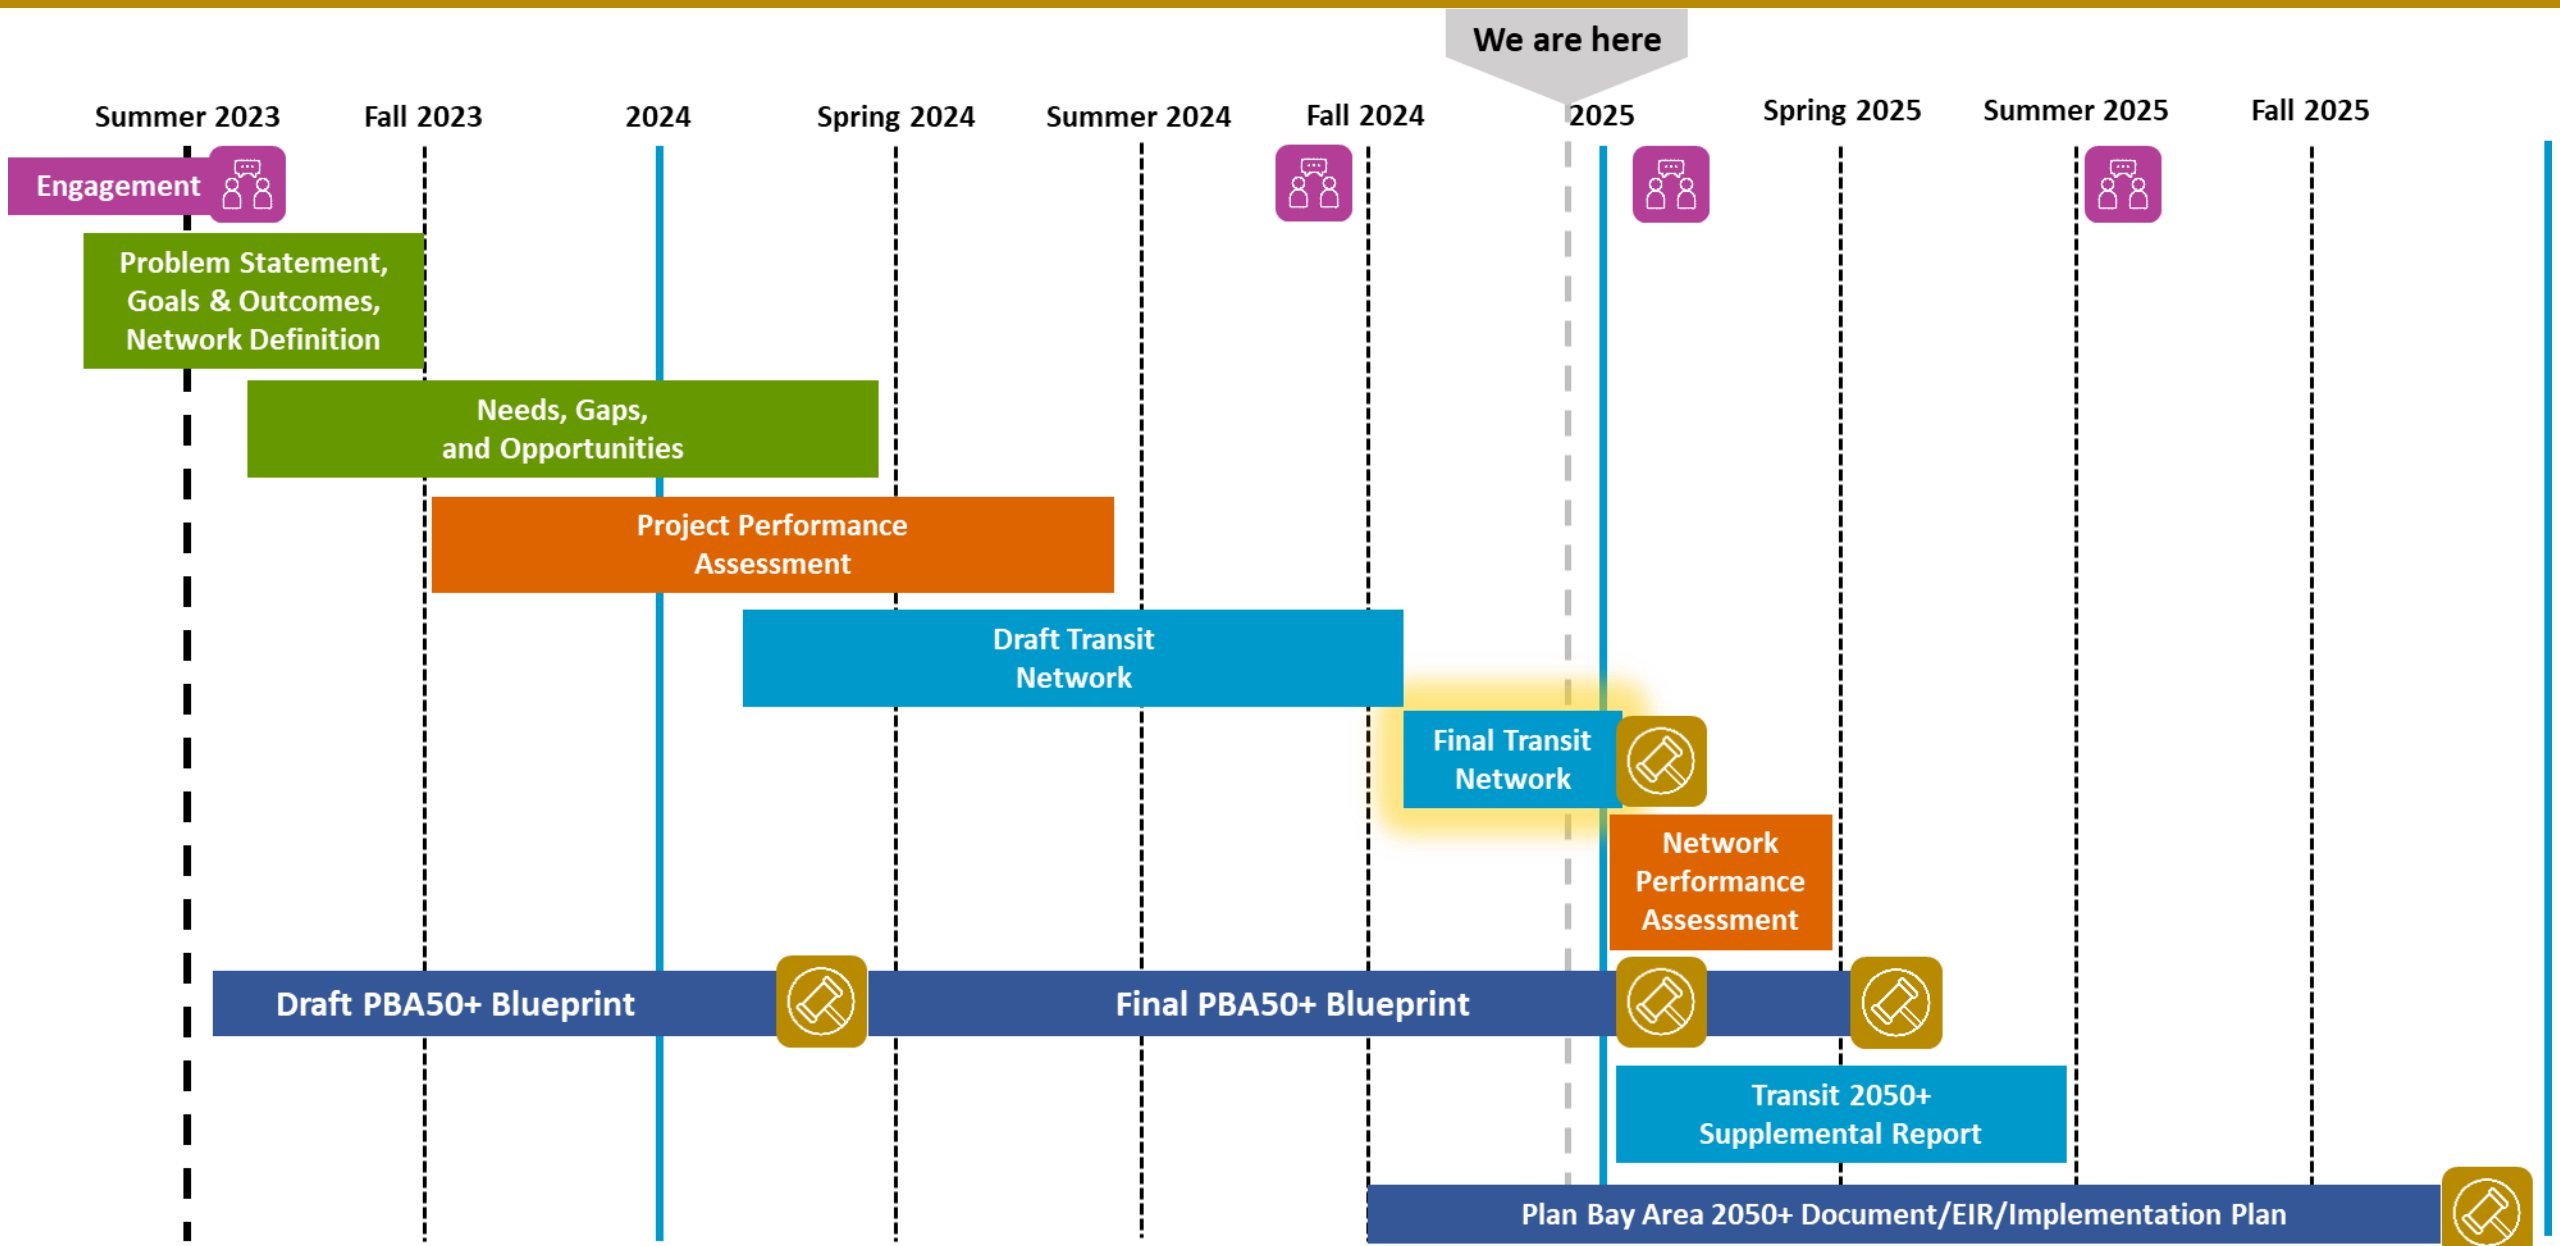 We are here
Summer 2023
Fall 2023
2024
Spring 2024
Summer 2024
Fall 2024
2025
Spring 2025
Summer 2025
Fall 2025
Engagement
Problem Statement,
Goals & Outcomes,
Network Definition
Needs, Gaps,
and Opportunities
Project Performance
Assessment
Draft Transit
Network
Final Transit
Network
Network
Performance
Assessment
Draft PBA50+ Blueprint
Final PBA50+ Blueprint
Transit 2050+
Supplemental Report
Plan Bay Area 2050+ Document/EIR/Implementation Plan